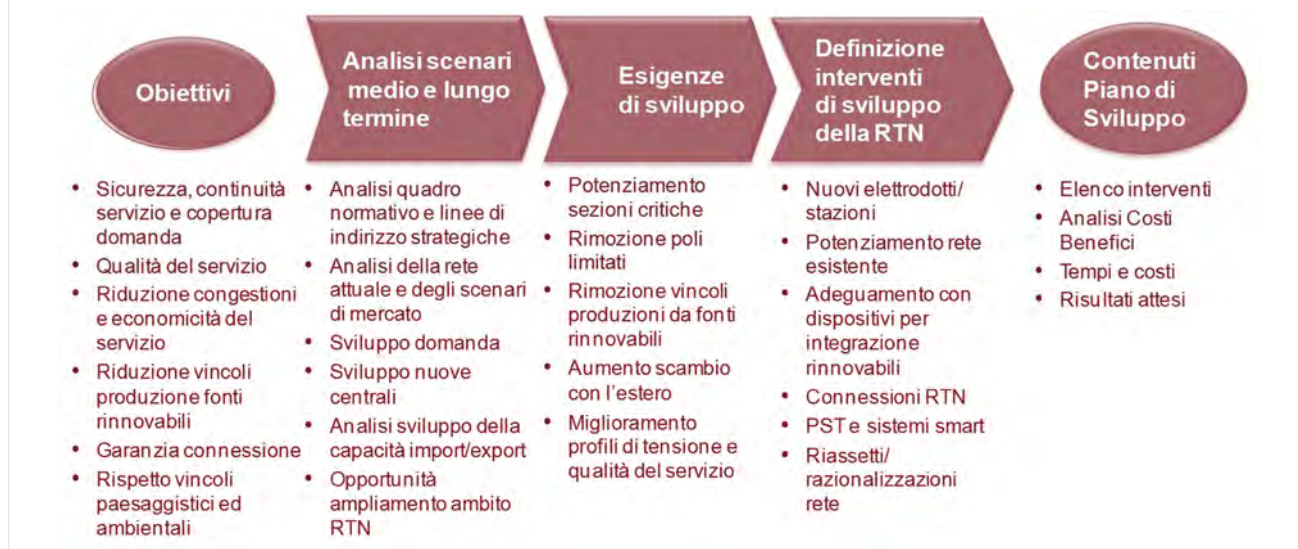 Obiettivi
Analisi scenari
medio e lungo
termine
Esigenze
di sviluppo
Definizione
interventi
di sviluppo
della RTN
Contenuti
Piano di
Sviluppo
• Sicurezza, continuità
servizio e copertura
domanda
• Qualità del servizio
• Riduzione congestioni
e economicità del
servizio
• Riduzione vincoli
produzione fonti
rinnovabili
• Garanzia connessione
• Rispetto vincoli
paesaggistici ed
ambientali
• Analisi quadro
normativo e linee di
indirizzo strategiche
• Analisi della rete
attuale e degli scenari
di mercato
• Sviluppo domanda
• Sviluppo nuove
centrali
• Analisi sviluppo della
capacità import/export
• Opportunità
ampliamento ambito
RTN
• Potenziamento
sezioni critiche
• Rimozione poli
limitati
• Rimozione vincoli
produzioni da fonti
rinnovabili
• Aumento scambio
con l'estero
• Miglioramento
profili di tensione e
qualità del servizio
• Nuovi elettrodotti/
stazioni
• Potenziamento rete
esistente
• Adeguamento con
dispositivi per
integrazione
rinnovabili
• Connessioni RTN
• PST e sistemi smart
• Riassetti/
razionalizzazioni
rete
• Elenco interventi
• Analisi Costi
Benefici
• Tempi e costi
• Risultati attesi